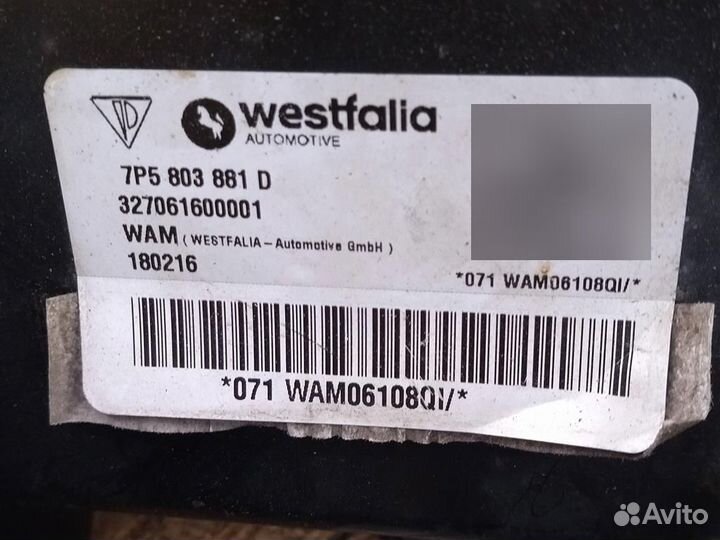 westfalia
AUTOMOTIVE
7P5 803 881 D
327061600001
WAM ( WESTFALIA-Automotive GmbH )
180216
*071 WAM06108QI/*
*071 WAM06108QI/*
Avito